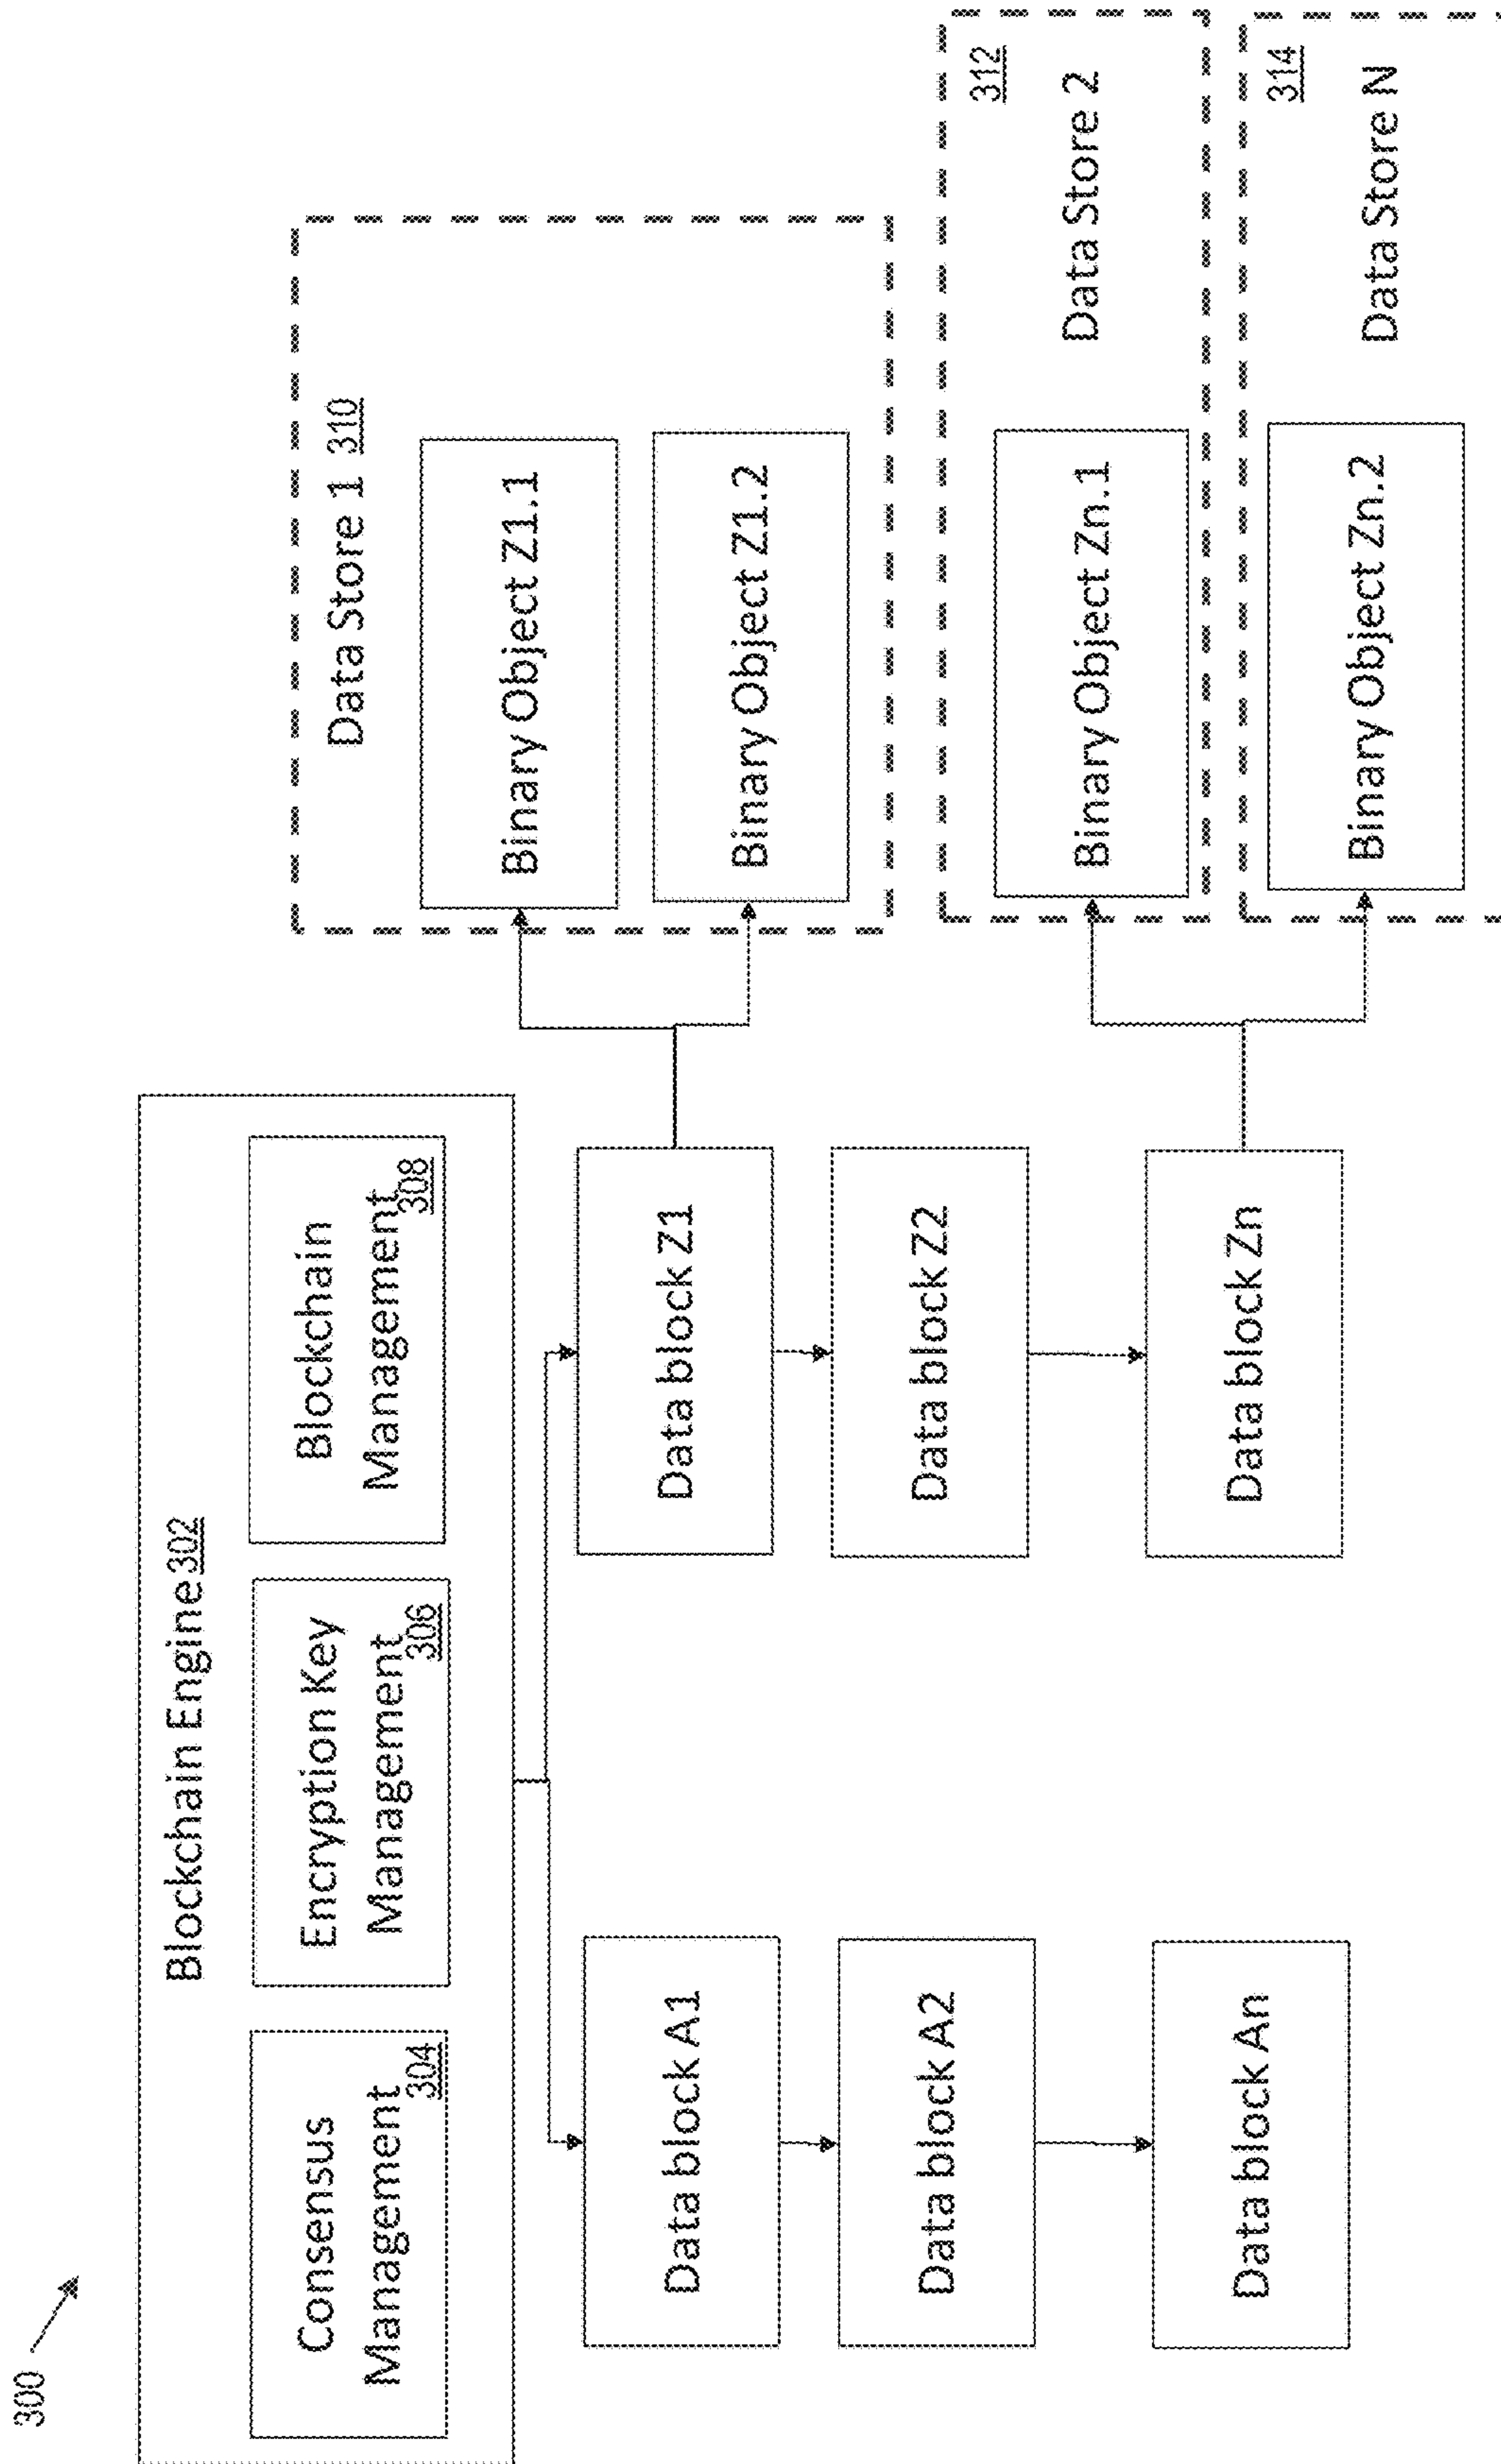 300
Blockchain Engine 302
Consensus
Management
304
Encryption Key
Management
306
Blockchain
Management
308
Data block A1
Data block A2
Data block An
Data block Z1
Data block Z2
Data block Zn
Data Store 1 310
Binary Object Z1.1
Binary Object Z1.2
312
Data Store 2
Binary Object Zn.1
314
Data Store N
Binary Object Zn.2